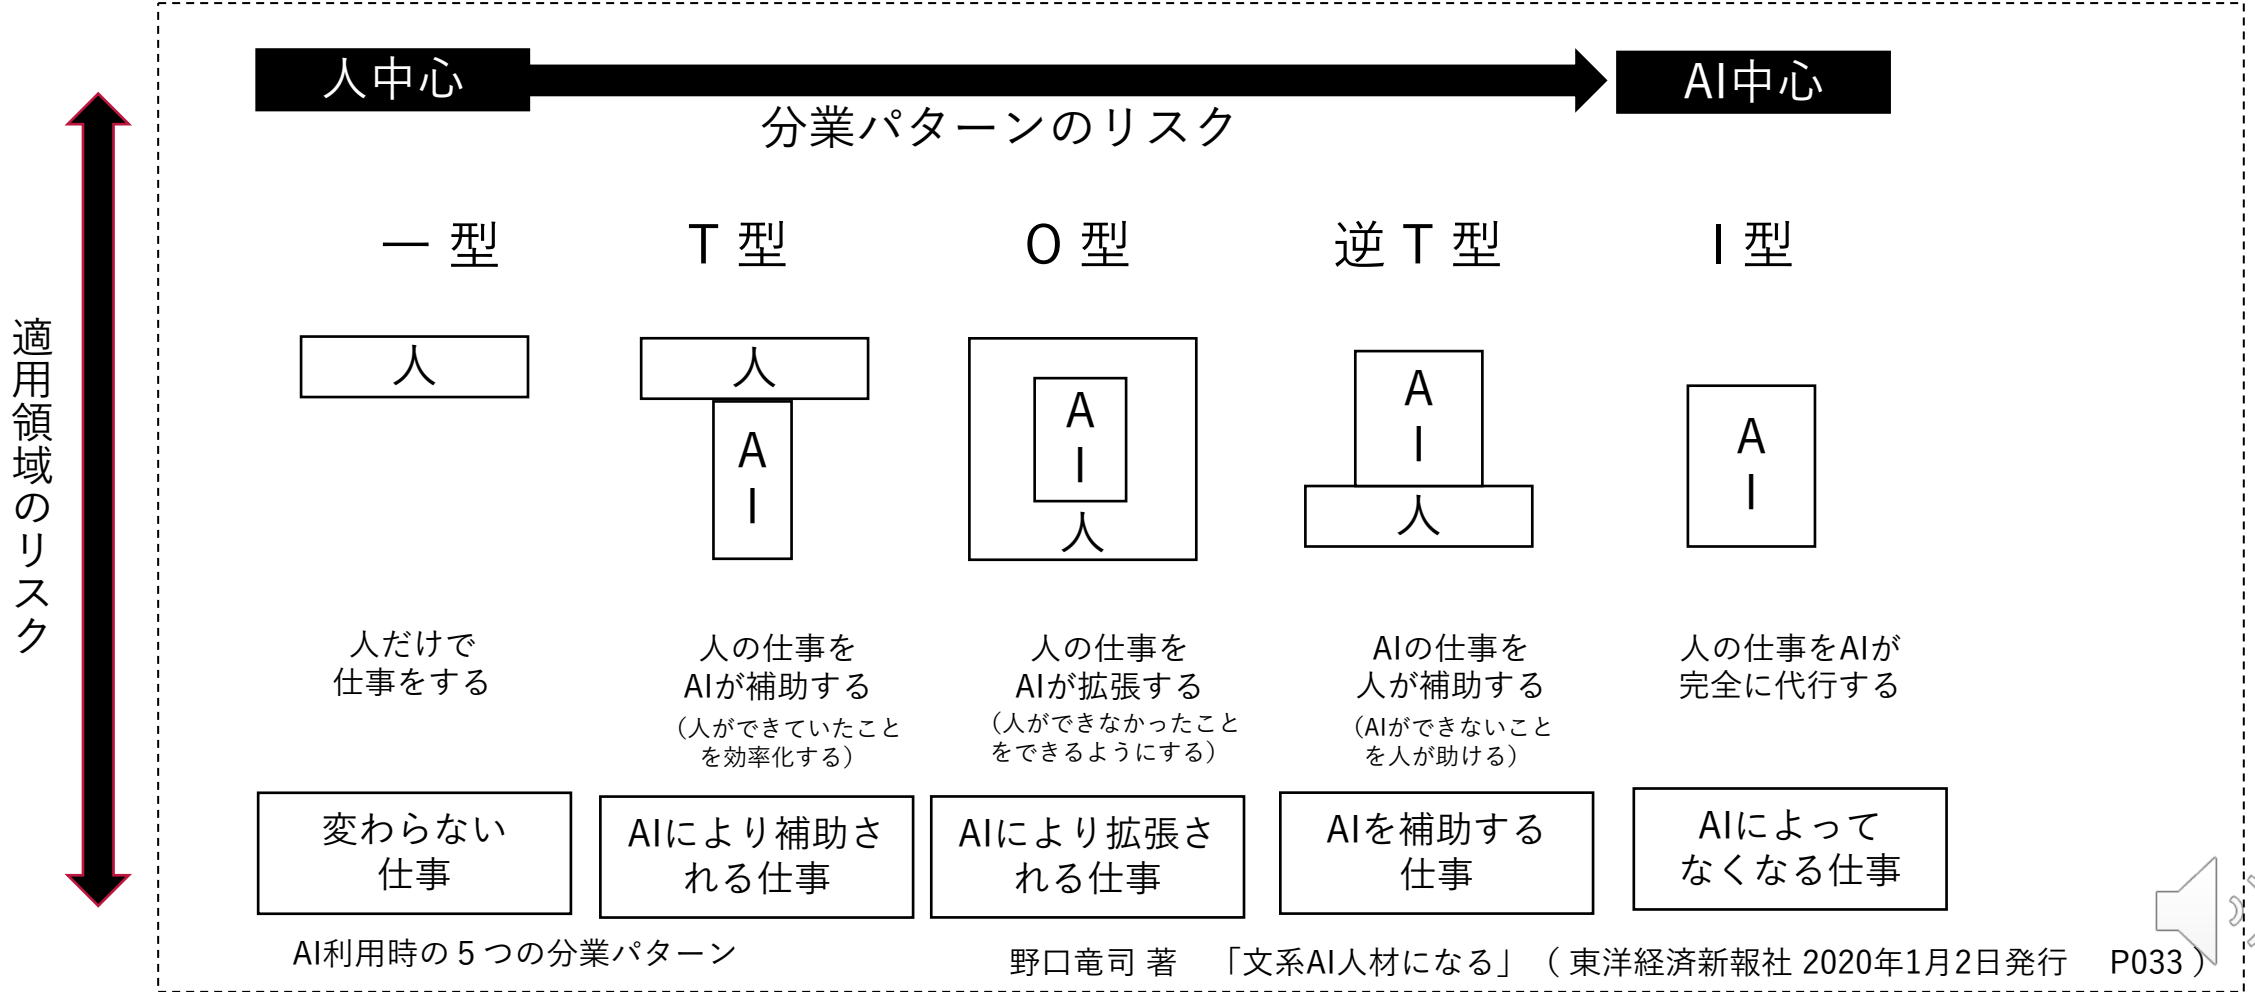 人中心
AI中心
分業パターンのリスク
適用領域のリスク
一 型
T 型
O 型
逆 T 型
I 型
人
人
AI
AI
人
AI
人
AI
人だけで
仕事をする
人の仕事を
AIが補助する
（人ができていたこと
を効率化する）
人の仕事を
AIが拡張する
（人ができなかったこと
をできるようにする）
AIの仕事を
人が補助する
（AIができないこと
を人が助ける）
人の仕事をAIが
完全に代行する
変わらない
仕事
AIにより補助さ
れる仕事
AIにより拡張さ
れる仕事
AIを補助する
仕事
AIによって
なくなる仕事
AI利用時の５つの分業パターン
野口竜司 著　「文系AI人材になる」（ 東洋経済新報社 2020年1月2日発行　P033 ）